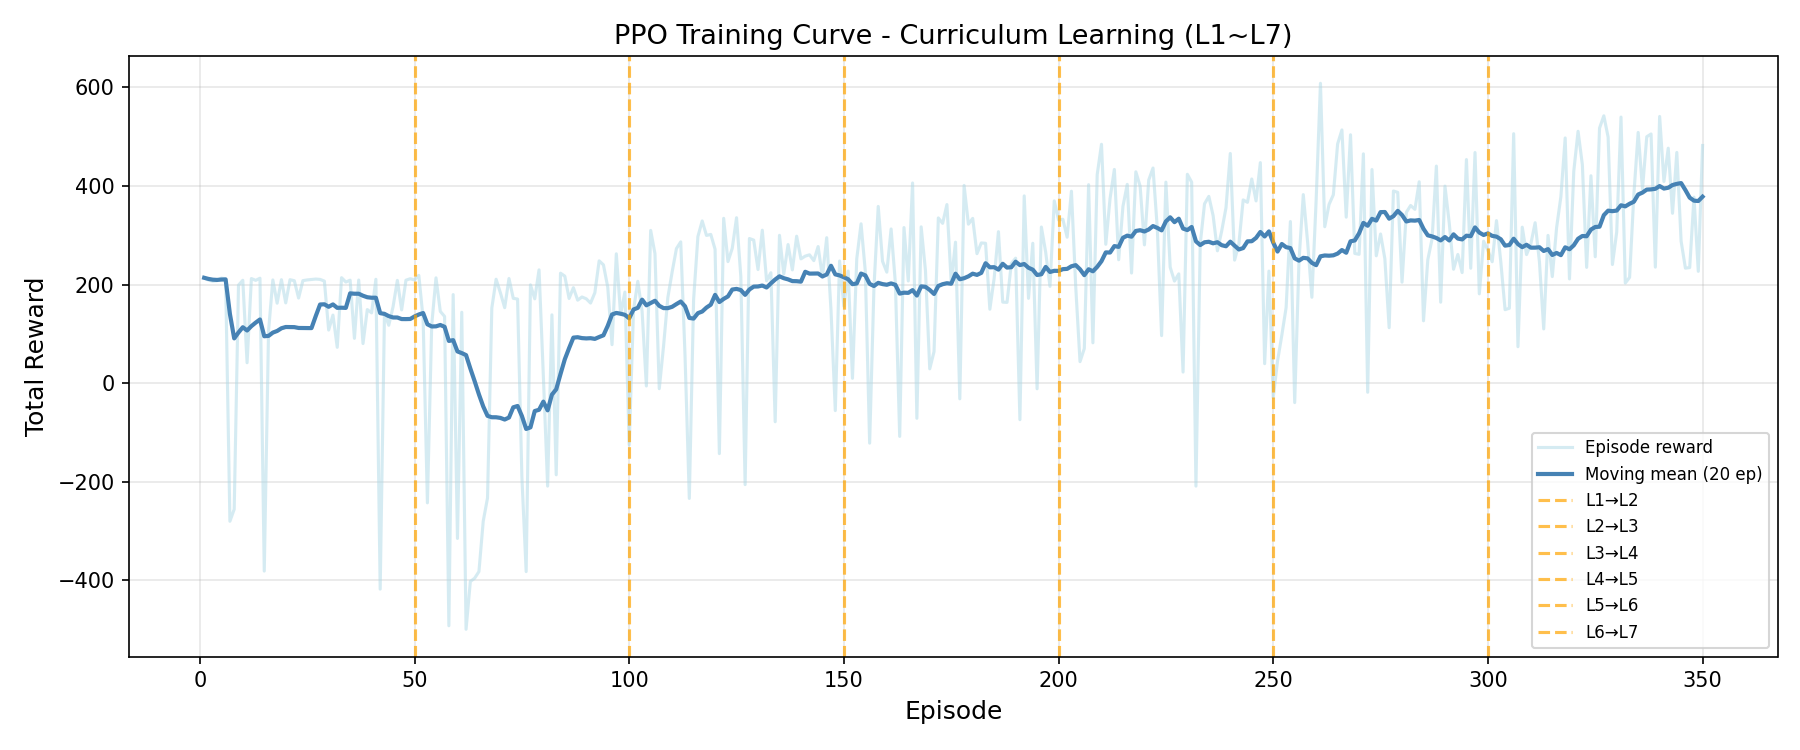 PPO Training Curve - Curriculum Learning (L1~L7)
600
400
200
0
−200
−400
Total Reward
0
50
100
150
200
250
300
350
Episode
Episode reward
Moving mean (20 ep)
L1→L2
L2→L3
L3→L4
L4→L5
L5→L6
L6→L7